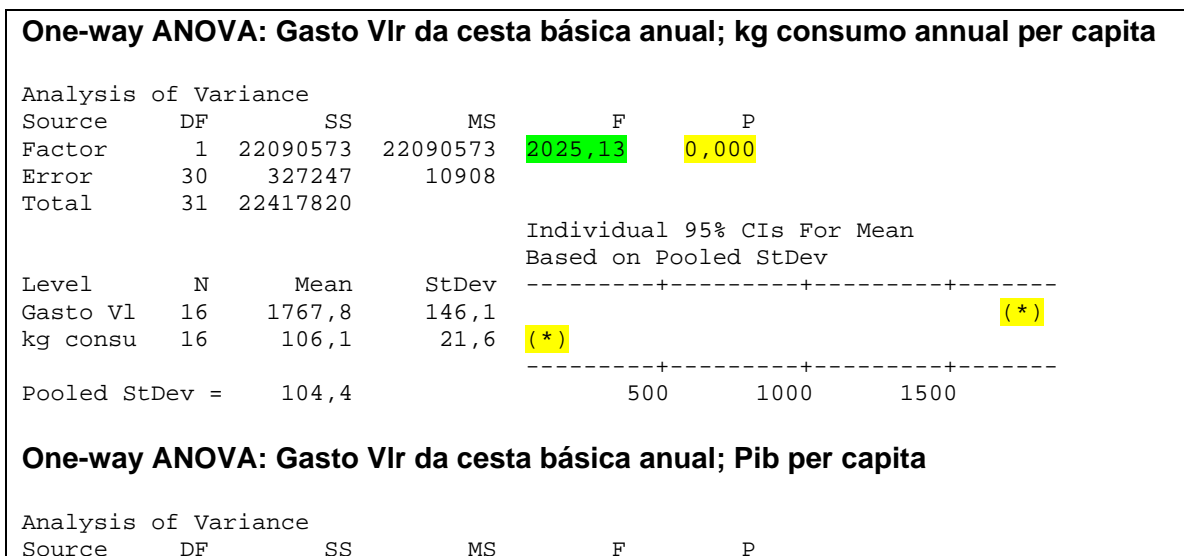 One-way ANOVA: Gasto Vlr da cesta básica anual; kg consumo annual per capita
Analysis of Variance
Source DF SS MS F P
Factor 1 22090573 22090573 2025,13 0,000
Error 30 327247 10908
Total 31 22417820
Individual 95% CIs For Mean
Based on Pooled StDev
Level N Mean StDev ---------+---------+---------+-------
Gasto Vl 16 1767,8 146,1 (*)
kg consu 16 106,1 21,6 (*)
---------+---------+---------+-------
Pooled StDev = 104,4 500 1000 1500
One-way ANOVA: Gasto Vlr da cesta básica anual; Pib per capita
Analysis of Variance
Source DF SS MS F P